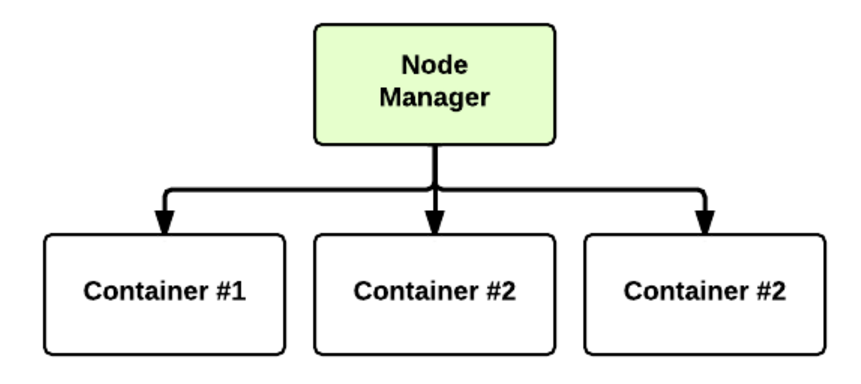 Node
Manager
Container #1
Container #2
Container #2